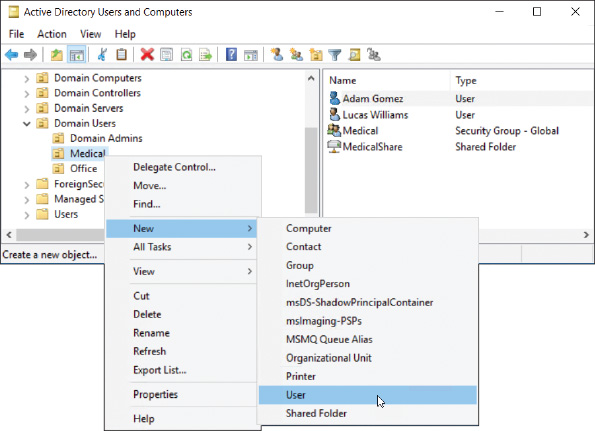 Active Directory Users and Computers
File Action View Help
Domain Computers
Domain Controllers
Domain Servers
Domain Users
Domain Admins
Medical
Office
ForeignSec
Managed S
Users
Name Type
Adam Gomez User
Lucas Williams User
Medical Security Group - Global
MedicalShare Shared Folder
Create a new object...
Delegate Control...
Move...
Find...
New
All Tasks
View
Cut
Delete
Rename
Refresh
Export List...
Properties
Help
Computer
Contact
Group
InetOrgPerson
msDS-ShadowPrincipalContainer
msImaging-PSPs
MSMQ Queue Alias
Organizational Unit
Printer
User
Shared Folder